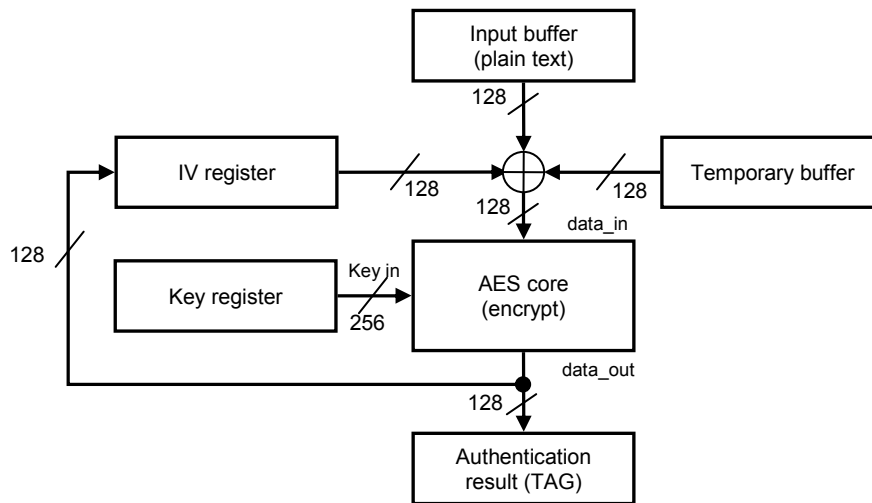 Input buffer
(plain text)
128
IV register
128
128
Temporary buffer
128
data_in
128
Key register
Key in
256
AES core
(encrypt)
data_out
128
Authentication
result (TAG)